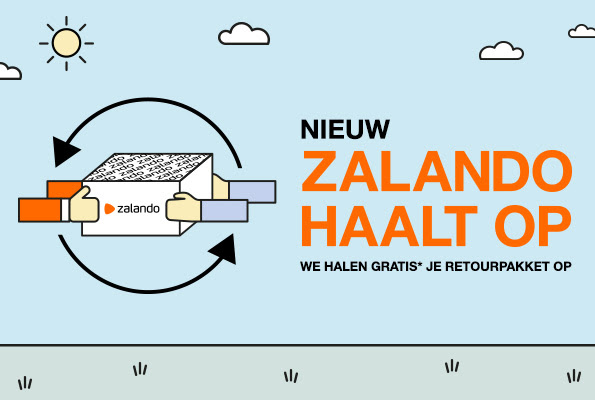 NIEUW
ZALANDO
HAALT OP
WE HALEN GRATIS* JE RETOURPAKKET OP
zalando